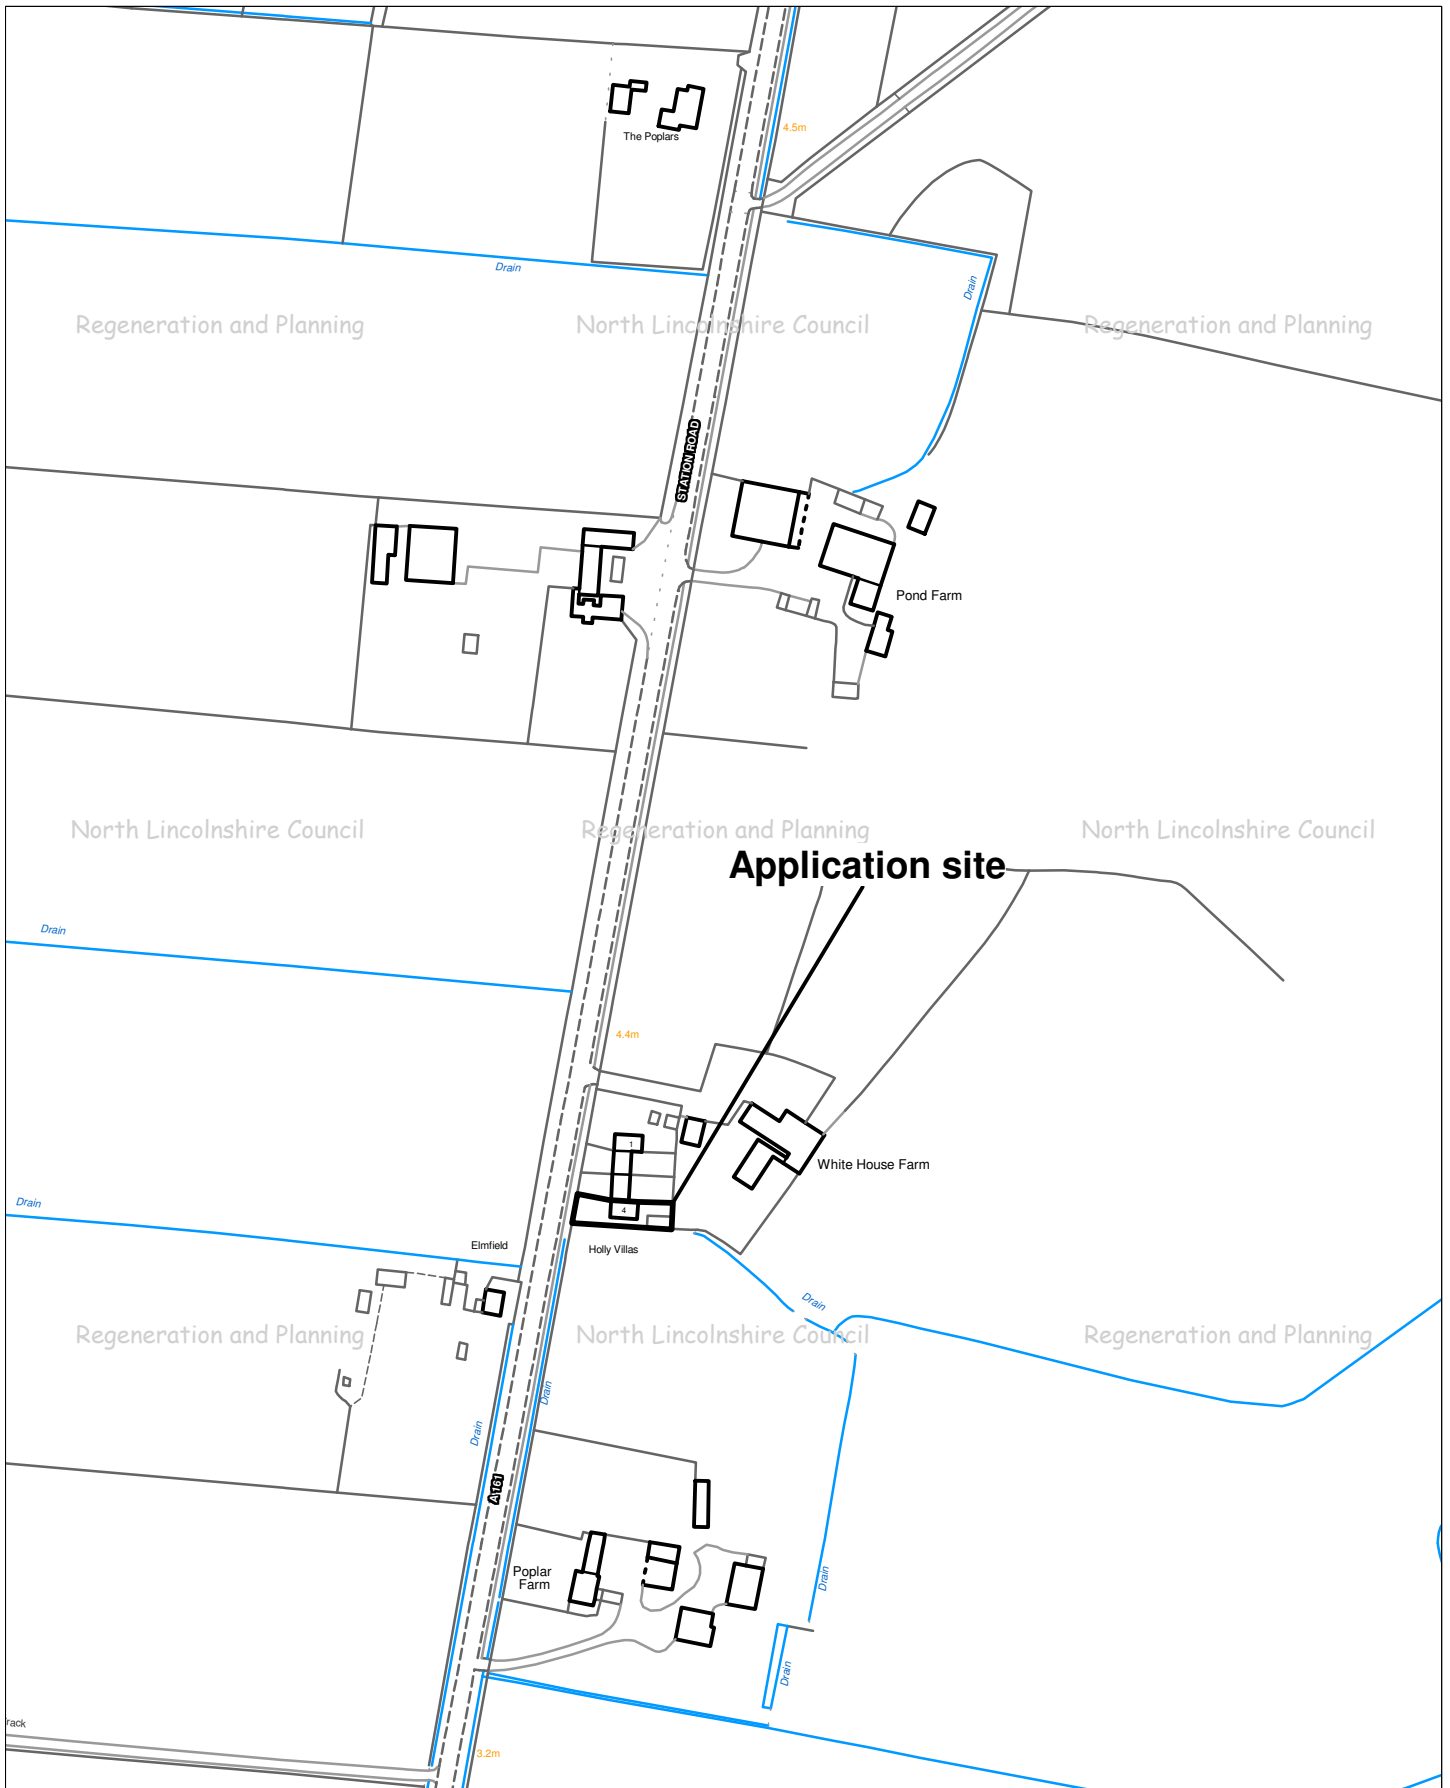 4.5m
The Poplars
Drain
Drain
Regeneration and Planning
North Lincolnshire Council
Regeneration and Planning
STATION ROAD
Pond Farm
North Lincolnshire Council
Regeneration and Planning
North Lincolnshire Council
Application site
Drain
4.4m
1
White House Farm
Drain
4
Elmfield
Holly Villas
Drain
Regeneration and Planning
North Lincolnshire Council
Regeneration and Planning
Drain
Drain
A161
Poplar
Farm
Drain
Drain
rack
3.2m